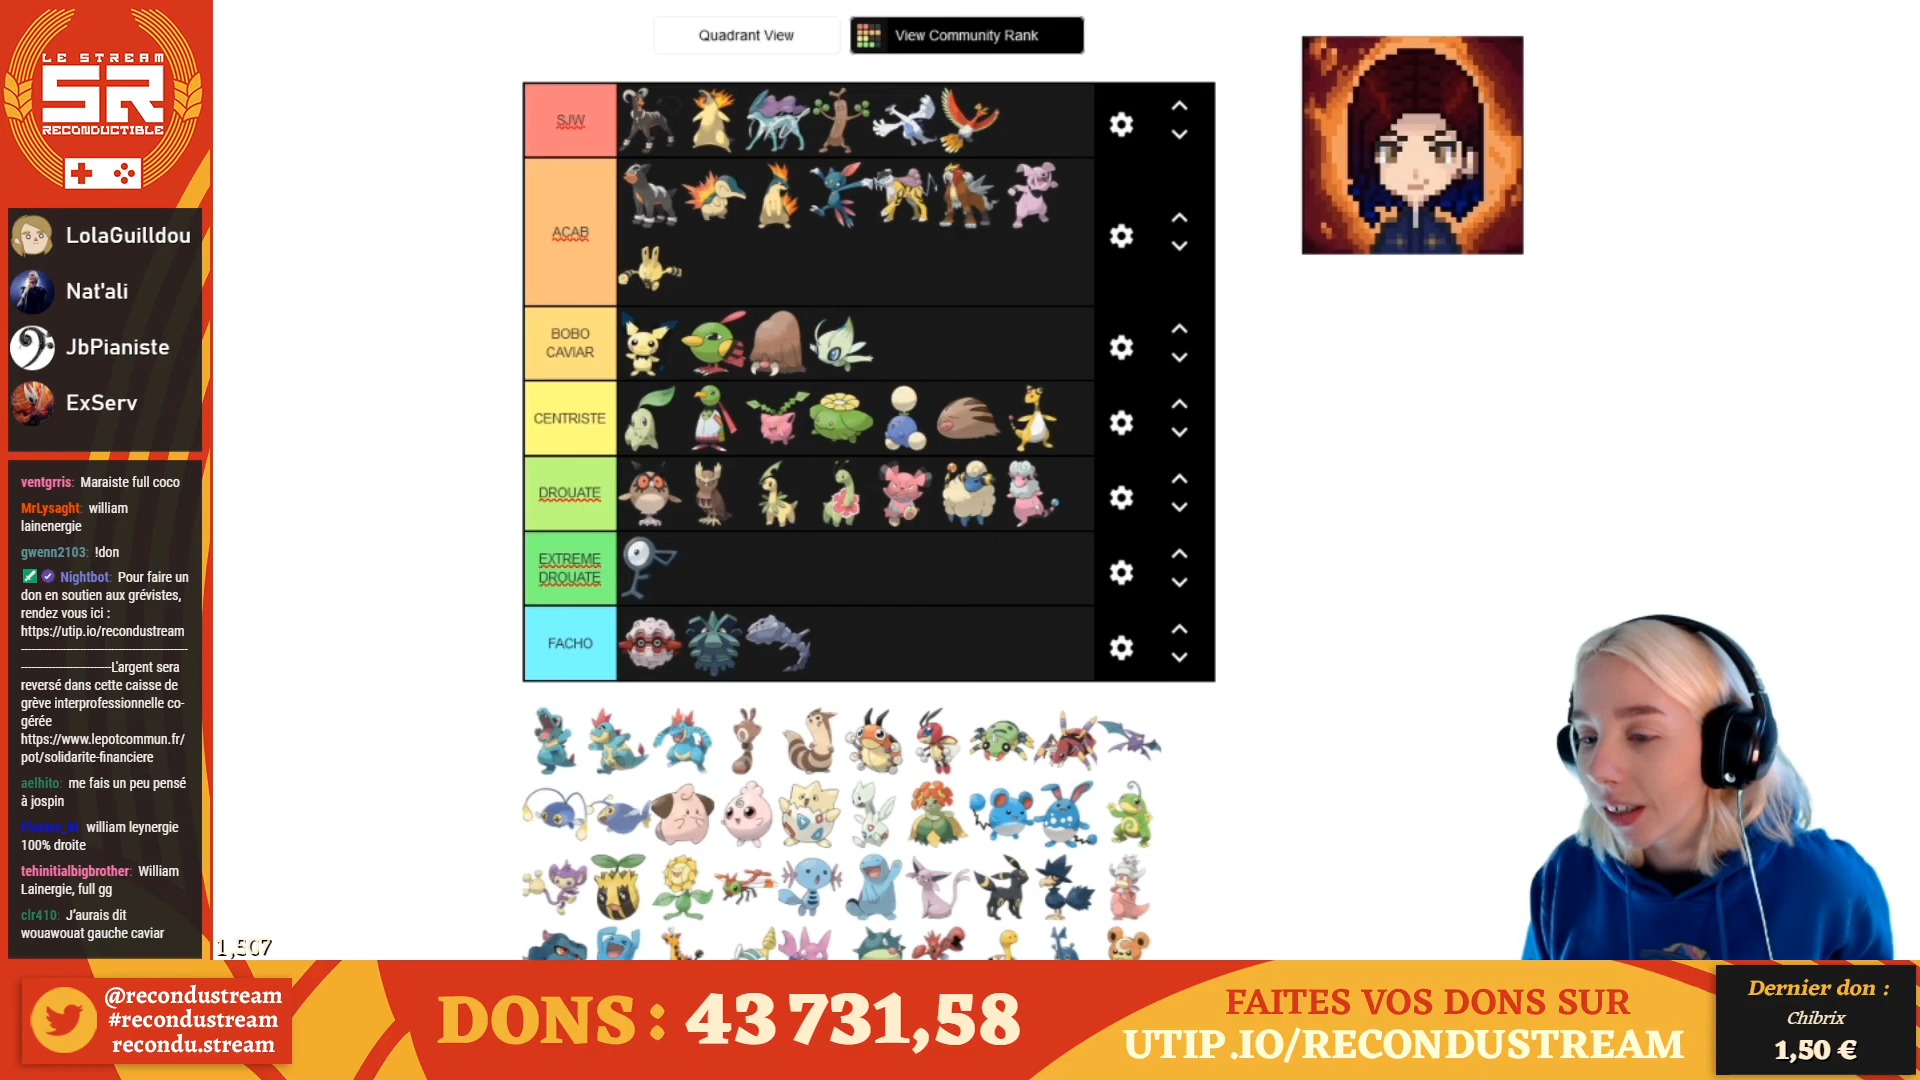 LE STREAM
SR
RECONDUCTIBLE
LolaGuilldou
Nat'ali
JbPianiste
ExServ
ventgrris: Maraiste full coco
MrLysaght: william
lainenergie
gwenn2103: !don
Nightbot: Pour faire un
don en soutien aux grévistes,
rendez vous ici :
https://utip.io/recondustream
--------------------------------------------
------------------------L'argent sera
reversé dans cette caisse de
grève interprofessionnelle co-
gérée
https://www.lepotcommun.fr/
pot/solidarite-financiere
aelhito: me fais un peu pensé
à jospin
william leynergie
100% droite
tehinitialbigbrother: William
Lainergie, full gg
clr410: J'aurais dit
wouawouat gauche caviar
1,507
Quadrant View
View Community Rank
SJW
ACAB
BOBO
CAVIAR
CENTRISTE
DROUATE
EXTREME
DROUATE
FACHO
@recondustream
#recondustream
recondu.stream
DONS : 43 731,58
FAITES VOS DONS SUR
UTIP.IO/RECONDUSTREAM
Dernier don :
Chibrix
1,50 €